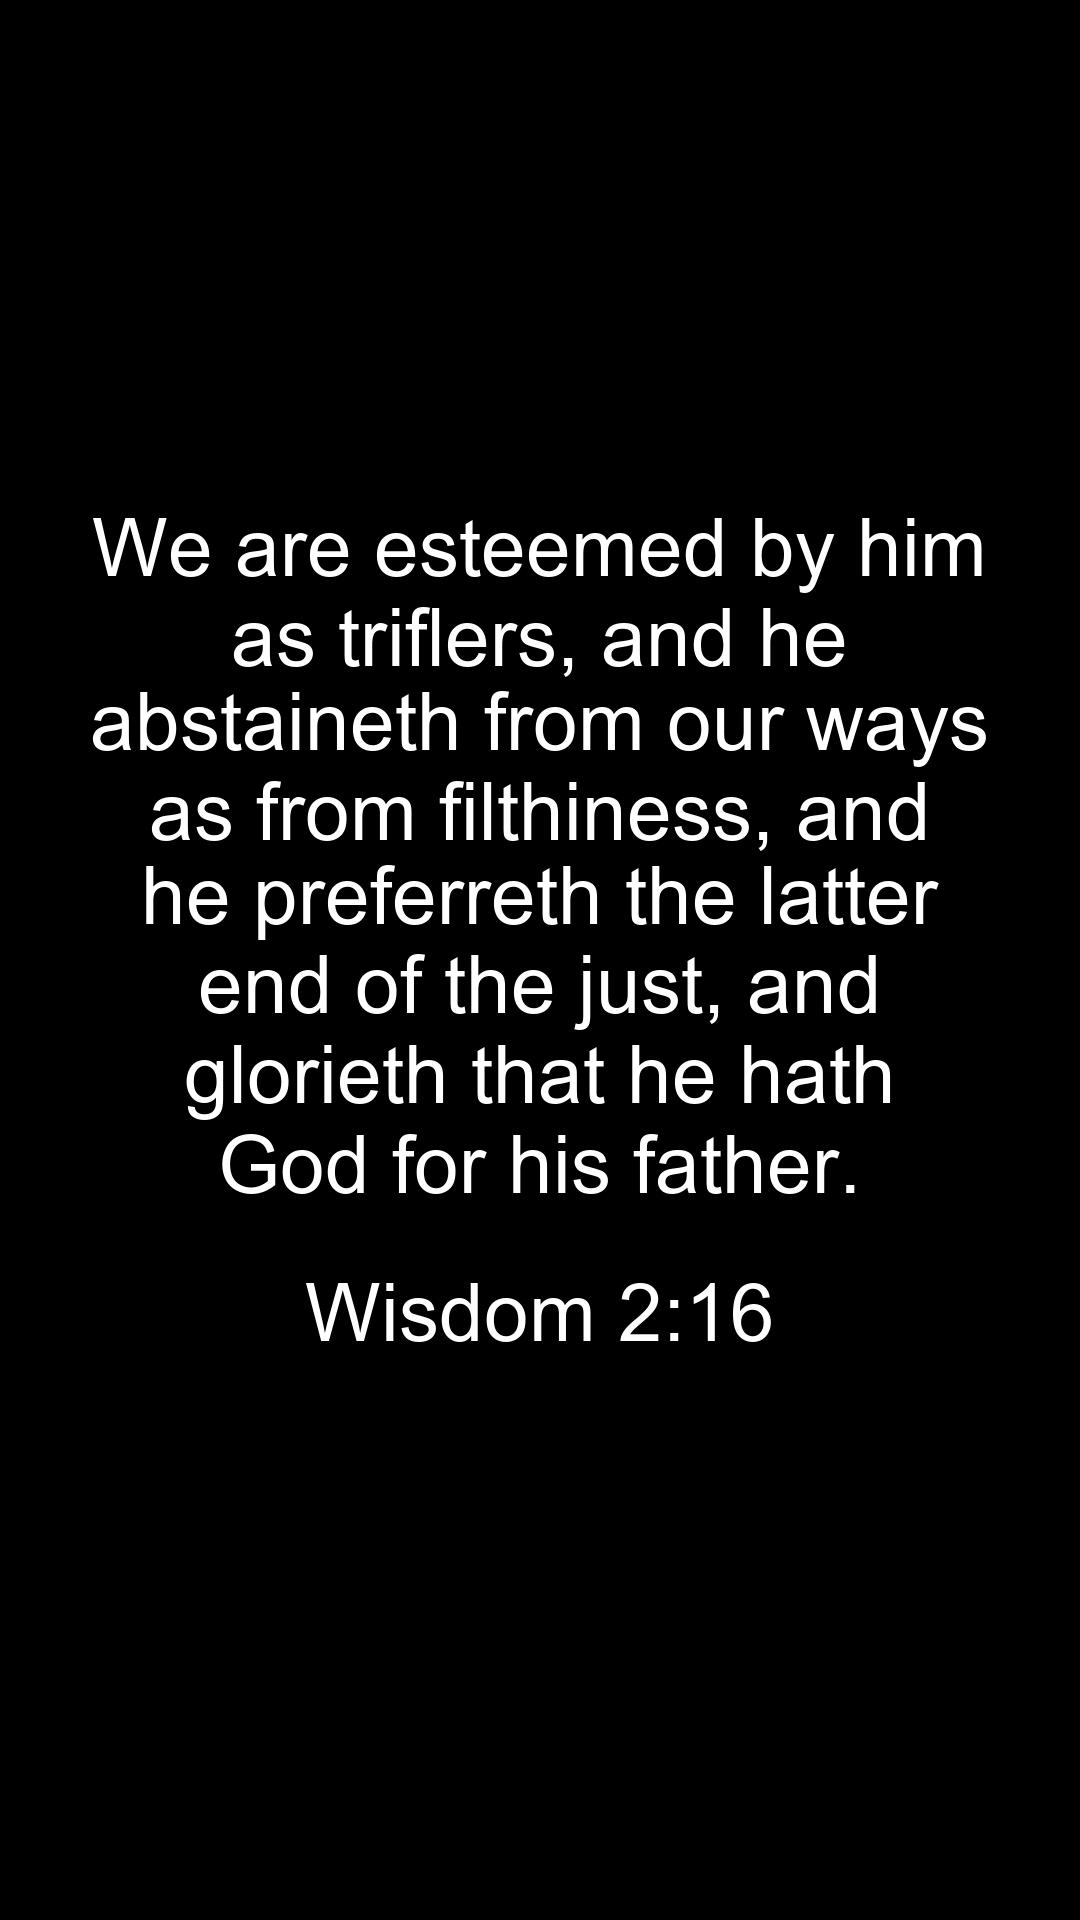 We are esteemed by him
as triflers, and he
abstaineth from our ways
as from filthiness, and
he preferreth the latter
end of the just, and
glorieth that he hath
God for his father.
Wisdom 2:16